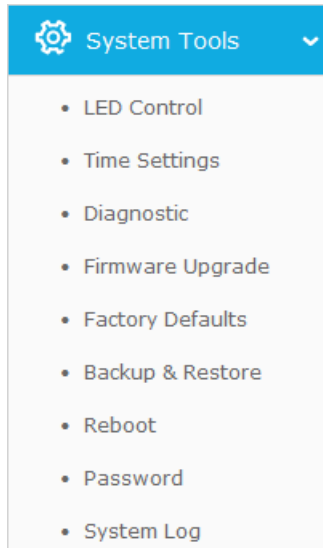 System Tools
• LED Control
• Time Settings
• Diagnostic
• Firmware Upgrade
• Factory Defaults
• Backup & Restore
• Reboot
• Password
• System Log